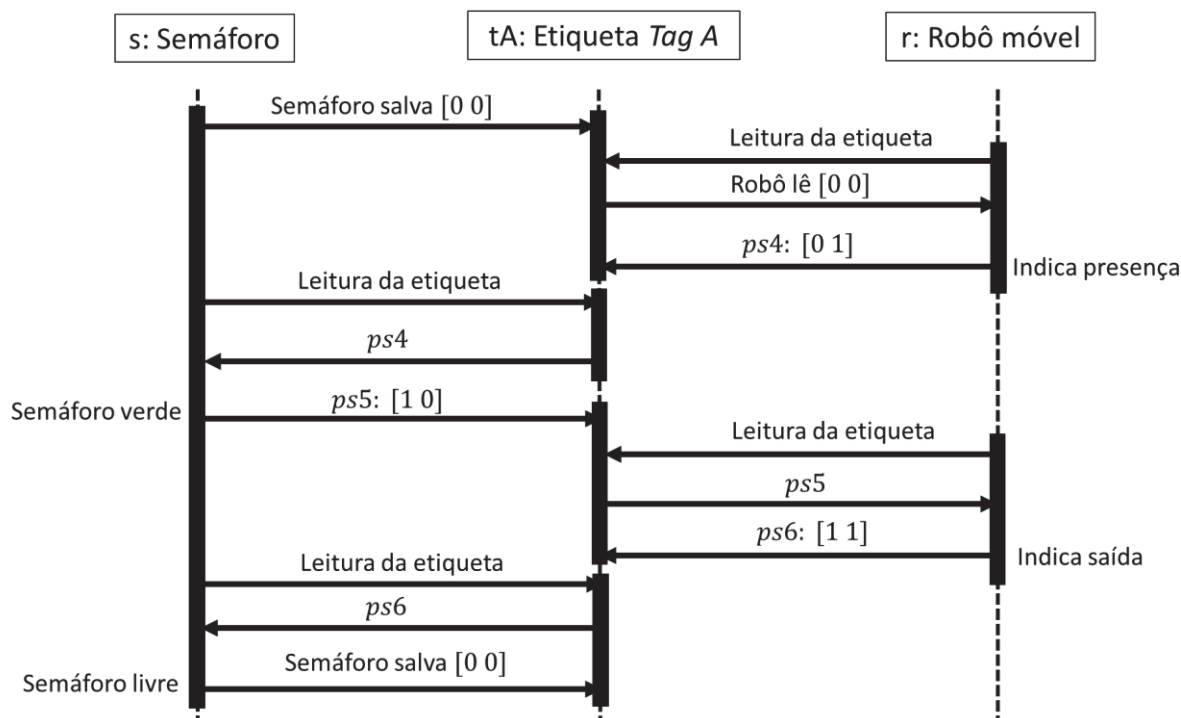 s: Semáforo
tA: Etiqueta Tag A
r: Robô móvel
Semáforo salva [0 0]
Leitura da etiqueta
Robô lê [0 0]
ps4: [0 1]
Indica presença
Leitura da etiqueta
ps4
ps5: [1 0]
Semáforo verde
Leitura da etiqueta
ps5
ps6: [1 1]
Indica saída
Leitura da etiqueta
ps6
Semáforo salva [0 0]
Semáforo livre